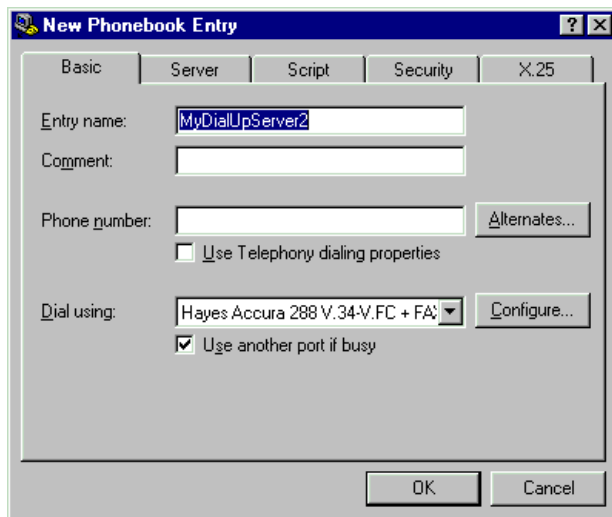 New Phonebook Entry
Basic Server Script Security X.25
Entry name: MyDialUpServer2
Comment:
Phone number: Alternates...
Use Telephony dialing properties
Dial using: Hayes Accura 288 V.34-V.FC + FAX Configure...
Use another port if busy
OK Cancel